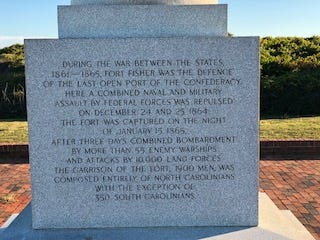 DURING THE WAR BETWEEN THE STATES,
1861–1865, FORT FISHER WAS THE DEFENCE
OF THE LAST OPEN PORT OF THE CONFEDERACY.
HERE A COMBINED NAVAL AND MILITARY
ASSAULT BY FEDERAL FORCES WAS REPULSED
ON DECEMBER 24 AND 25 1864.
THE FORT WAS CAPTURED ON THE NIGHT
OF JANUARY 15 1865,
AFTER THREE DAYS COMBINED BOMBARDMENT
BY MORE THAN 55 ENEMY WARSHIPS
AND ATTACKS BY 10,000 LAND FORCES
THE GARRISON OF THE FORT, 1900 MEN, WAS
COMPOSED ENTIRELY OF NORTH CAROLINIANS
WITH THE EXCEPTION OF
350 SOUTH CAROLINIANS.